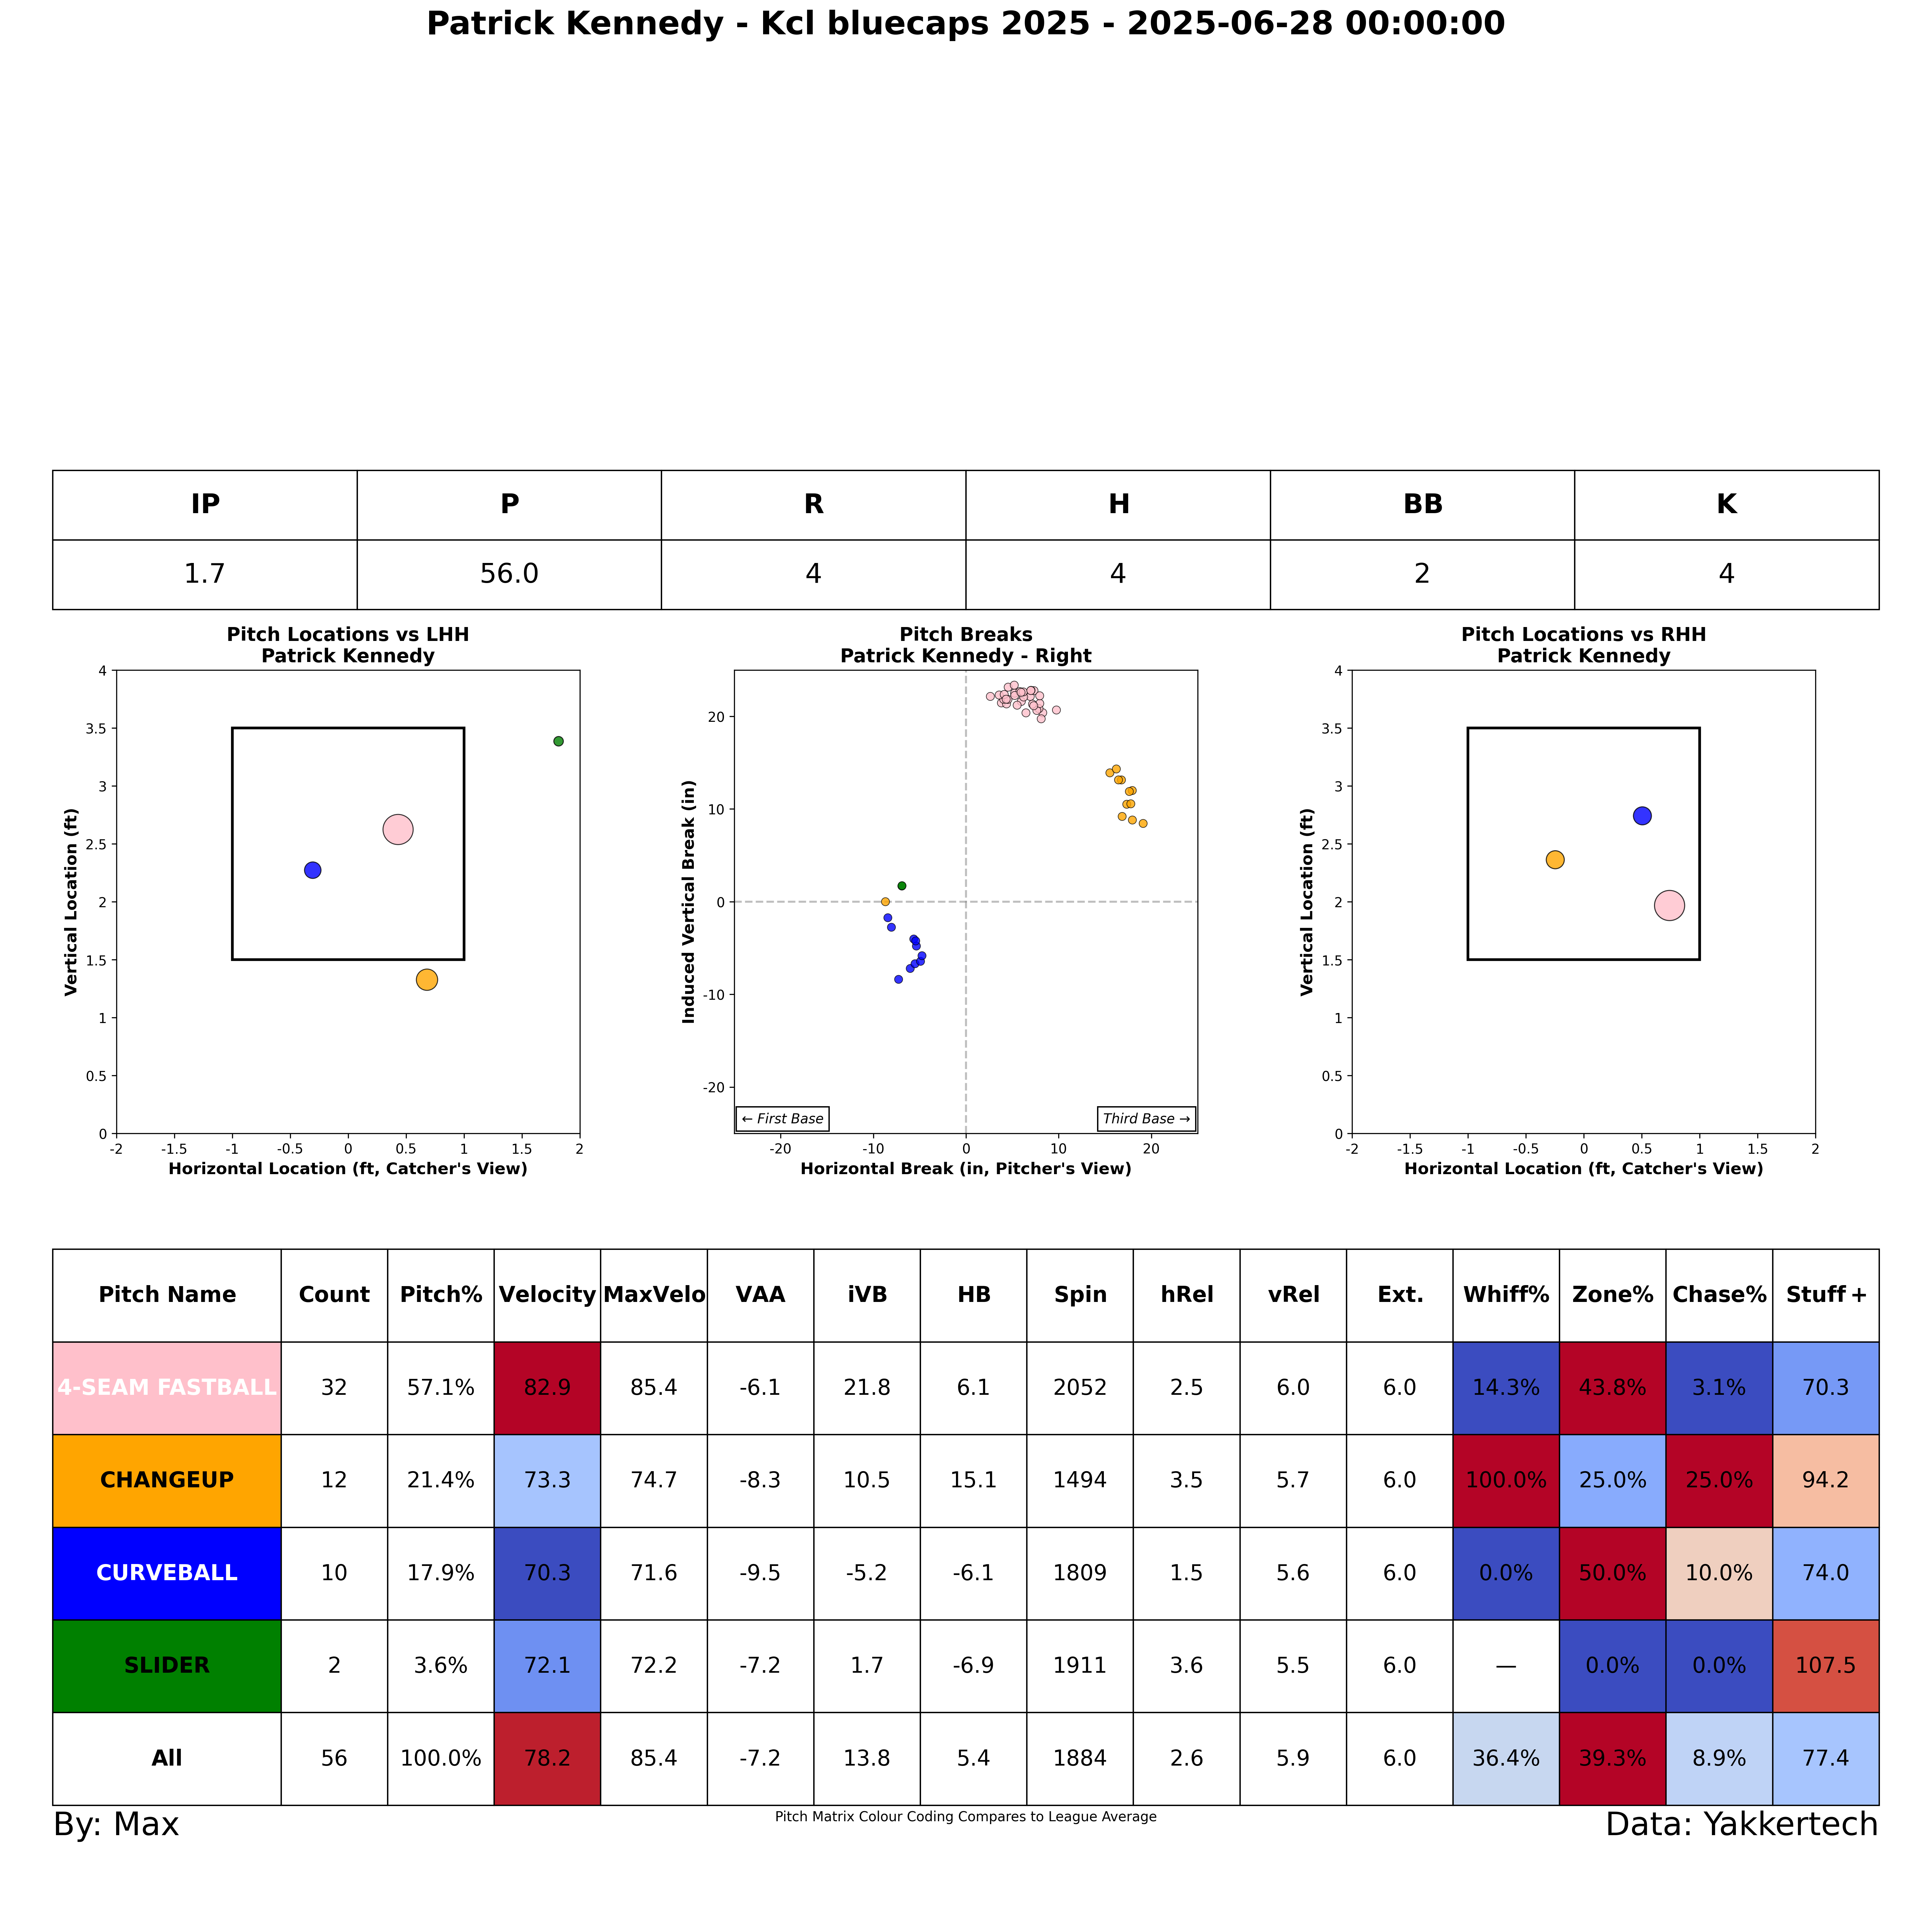 Patrick Kennedy - Kcl bluecaps 2025 - 2025-06-28 00:00:00
IP P R H BB K
1.7 56.0 4 4 2 4
Pitch Locations vs LHH
Patrick Kennedy
4
3.5
3
2.5
2
1.5
1
0.5
0
-2 -1.5 -1 -0.5 0 0.5 1 1.5 2
Vertical Location (ft)
Horizontal Location (ft, Catcher's View)
Pitch Breaks
Patrick Kennedy - Right
20
10
0
-10
-20
← First Base
Third Base →
-20 -10 0 10 20
Induced Vertical Break (in)
Horizontal Break (in, Pitcher's View)
Pitch Locations vs RHH
Patrick Kennedy
4
3.5
3
2.5
2
1.5
1
0.5
0
-2 -1.5 -1 -0.5 0 0.5 1 1.5 2
Vertical Location (ft)
Horizontal Location (ft, Catcher's View)
Pitch Name Count Pitch% Velocity MaxVelo VAA iVB HB Spin hRel vRel Ext. Whiff% Zone% Chase% Stuff+
4-SEAM FASTBALL 32 57.1% 82.9 85.4 -6.1 21.8 6.1 2052 2.5 6.0 6.0 14.3% 43.8% 3.1% 70.3
CHANGEUP 12 21.4% 73.3 74.7 -8.3 10.5 15.1 1494 3.5 5.7 6.0 100.0% 25.0% 25.0% 94.2
CURVEBALL 10 17.9% 70.3 71.6 -9.5 -5.2 -6.1 1809 1.5 5.6 6.0 0.0% 50.0% 10.0% 74.0
SLIDER 2 3.6% 72.1 72.2 -7.2 1.7 -6.9 1911 3.6 5.5 6.0 — 0.0% 0.0% 107.5
All 56 100.0% 78.2 85.4 -7.2 13.8 5.4 1884 2.6 5.9 6.0 36.4% 39.3% 8.9% 77.4
By: Max
Pitch Matrix Colour Coding Compares to League Average
Data: Yakkertech